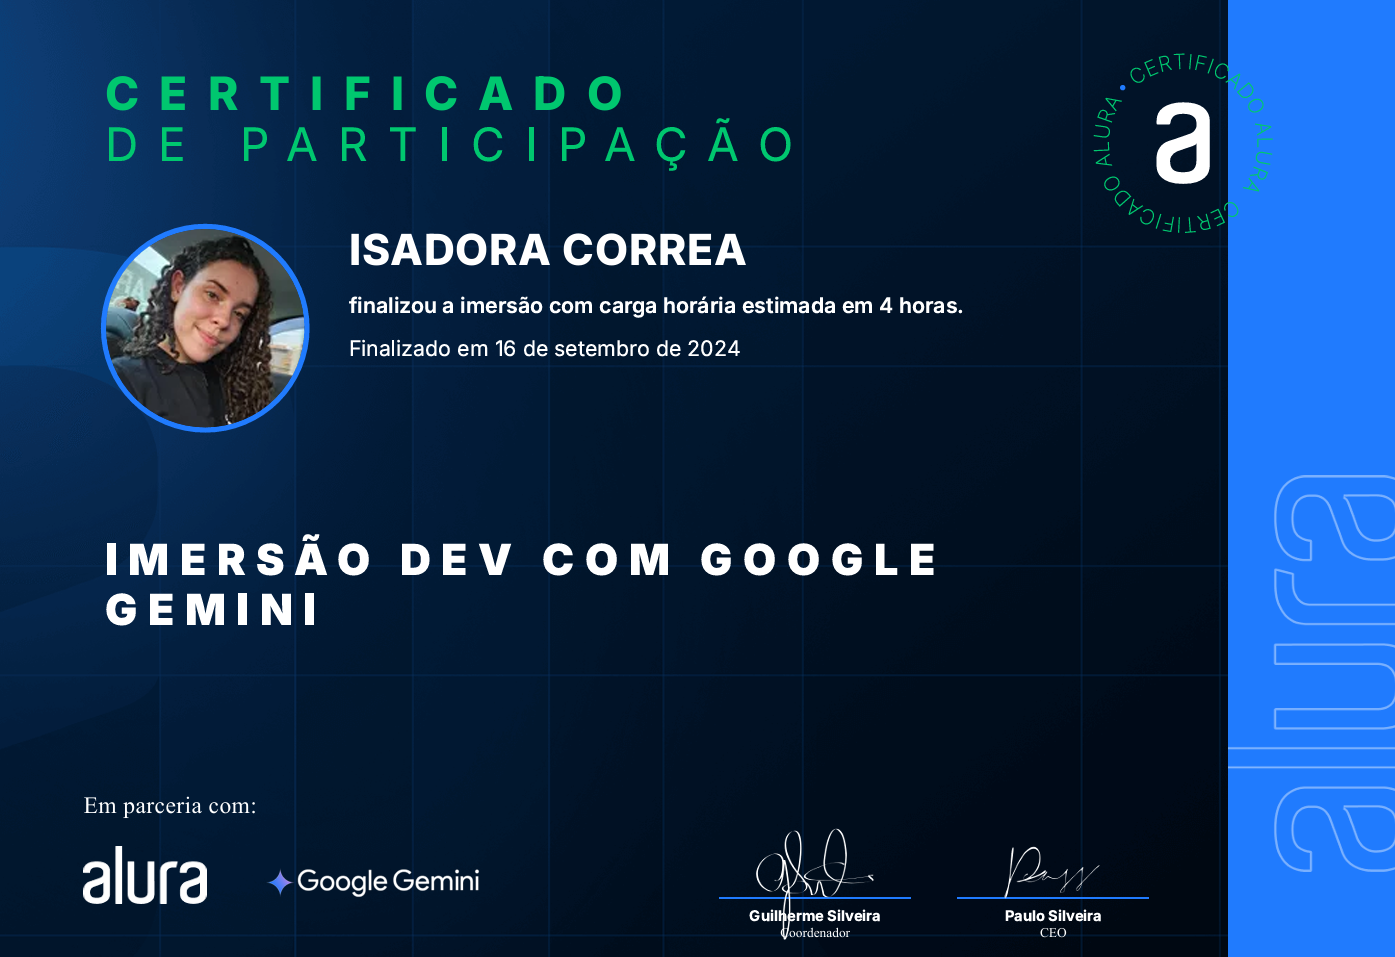 CERTIFICADO
DE PARTICIPAÇÃO
CERTIFICADO ALURA
CERTIFICADO ALURA •
a
ISADORA CORREA
finalizou a imersão com carga horária estimada em 4 horas.
Finalizado em 16 de setembro de 2024
IMERSÃO DEV COM GOOGLE
GEMINI
alura
Em parceria com:
alura
Google Gemini
Guilherme Silveira
Coordenador
Paulo Silveira
CEO